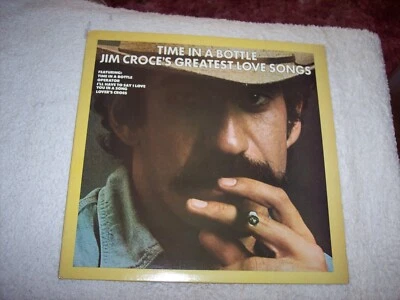 TIME IN A BOTTLE
JIM CROCE'S GREATEST LOVE SONGS
FEATURING:
TIME IN A BOTTLE
OPERATOR
I'LL HAVE TO SAY I LOVE
YOU IN A SONG
LOVER'S CROSS